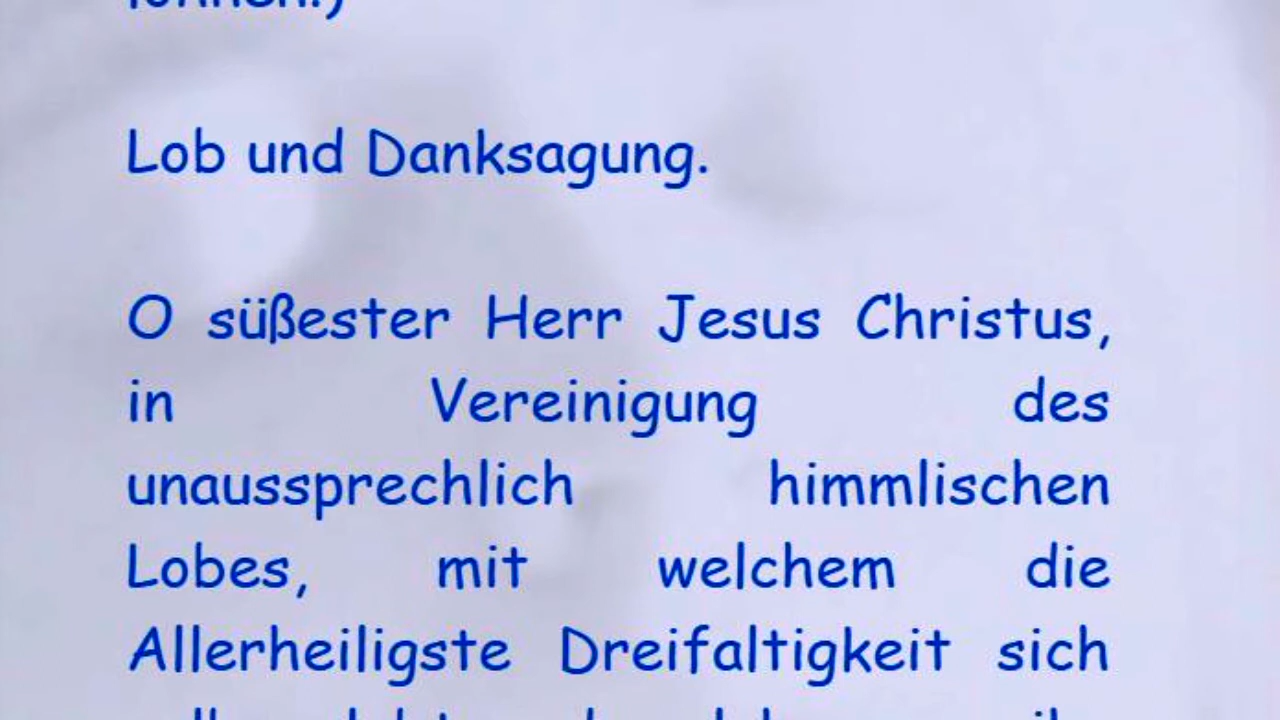 Lob und Danksagung.
O süßester Herr Jesus Christus,
in Vereinigung des
unaussprechlich himmlischen
Lobes, mit welchem die
Allerheiligste Dreifaltigkeit sich